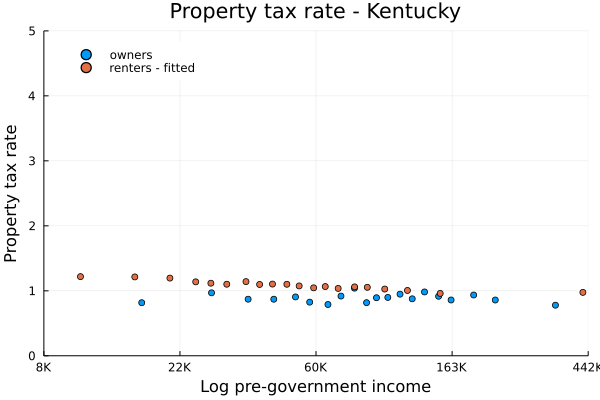 Property tax rate - Kentucky
5
owners
renters - fitted
4
3
2
1
0
Property tax rate
8K 22K 60K 163K 442K
Log pre-government income